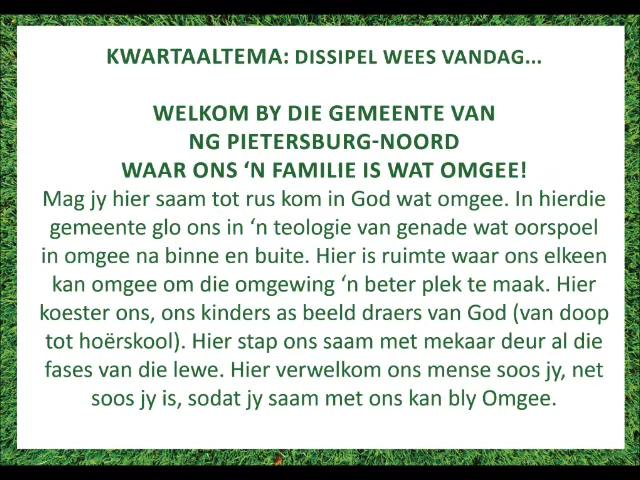 KWARTAALTEMA: DISSIPEL WEES VANDAG...
WELKOM BY DIE GEMEENTE VAN
NG PIETERSBURG-NOORD
WAAR ONS ‘N FAMILIE IS WAT OMGEE!
Mag jy hier saam tot rus kom in God wat omgee. In hierdie
gemeente glo ons in ‘n teologie van genade wat oorspoel
in omgee na binne en buite. Hier is ruimte waar ons elkeen
kan omgee om die omgewing ‘n beter plek te maak. Hier
koester ons, ons kinders as beeld draers van God (van doop
tot hoërskool). Hier stap ons saam met mekaar deur al die
fases van die lewe. Hier verwelkom ons mense soos jy, net
soos jy is, sodat jy saam met ons kan bly Omgee.